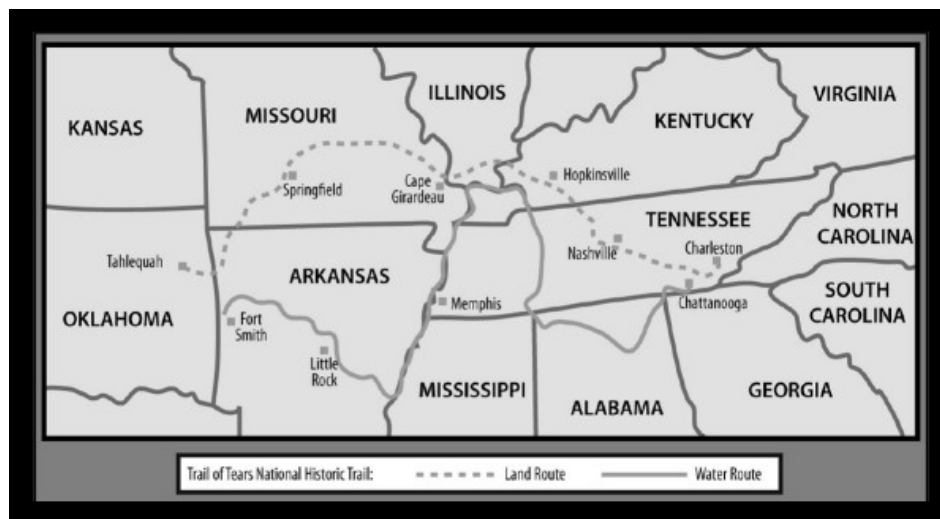 ILLINOIS
VIRGINIA
MISSOURI
KENTUCKY
KANSAS
Hopkinsville
Springfield
Cape
Girardeau
TENNESSEE
NORTH
CAROLINA
Nashville
Charleston
Tahlequah
ARKANSAS
SOUTH
CAROLINA
Memphis
Chattanooga
OKLAHOMA
Fort
Smith
Little
Rock
MISSISSIPPI
ALABAMA
GEORGIA
Trail of Tears National Historic Trail: Land Route Water Route